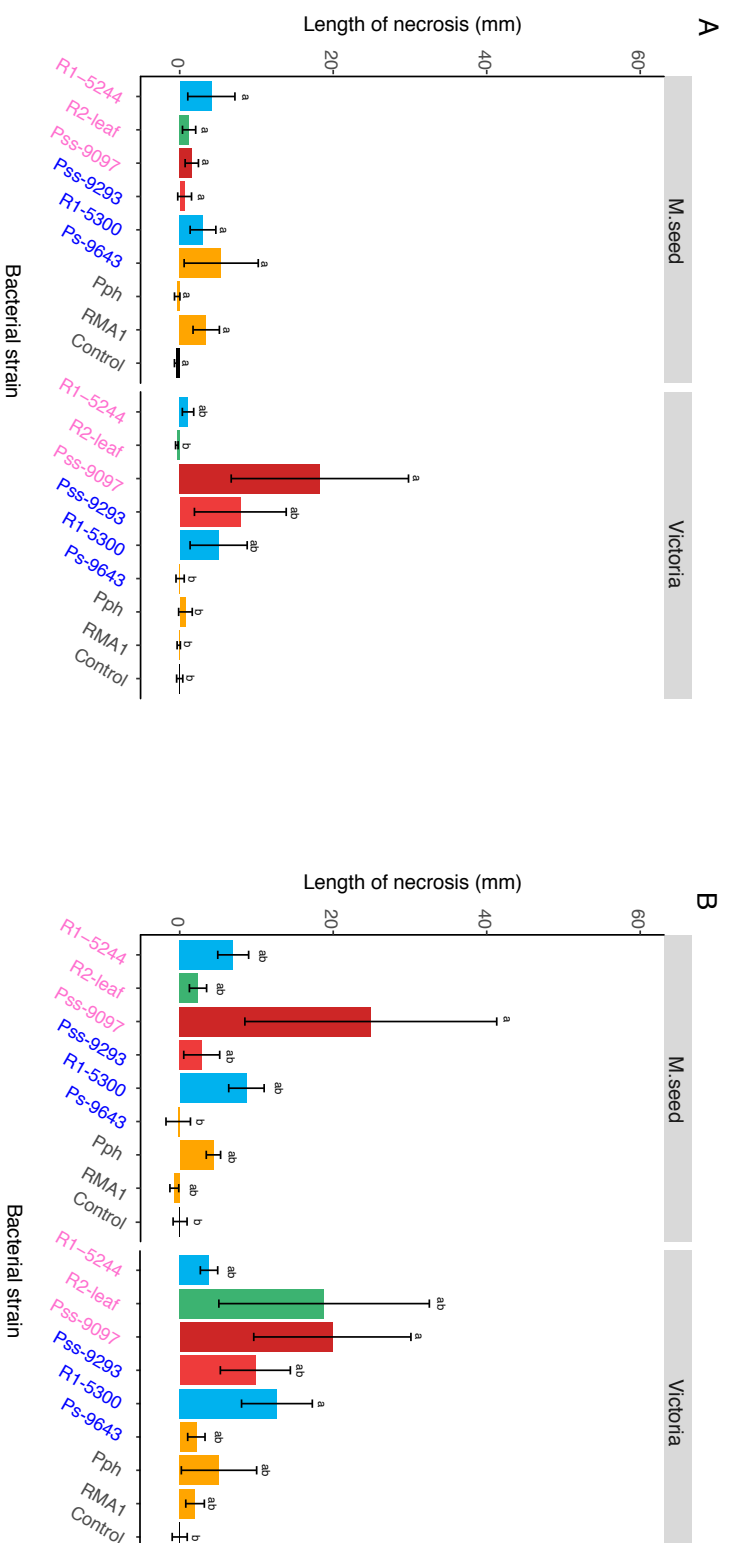 A
M.seed
Victoria
Length of necrosis (mm)
0
20
40
60
a
a
a
a
a
a
a
a
a
ab
b
a
ab
ab
b
b
b
b
R1−5244
R2-leaf
Pss-9097
Pss-9293
R1-5300
Ps-9643
Pph
RMA1
Control
R1−5244
R2-leaf
Pss-9097
Pss-9293
R1-5300
Ps-9643
Pph
RMA1
Control
Bacterial strain
B
M.seed
Victoria
Length of necrosis (mm)
0
20
40
60
ab
ab
a
ab
ab
b
ab
ab
b
ab
ab
a
ab
a
ab
ab
ab
b
R1−5244
R2-leaf
Pss-9097
Pss-9293
R1-5300
Ps-9643
Pph
RMA1
Control
R1−5244
R2-leaf
Pss-9097
Pss-9293
R1-5300
Ps-9643
Pph
RMA1
Control
Bacterial strain